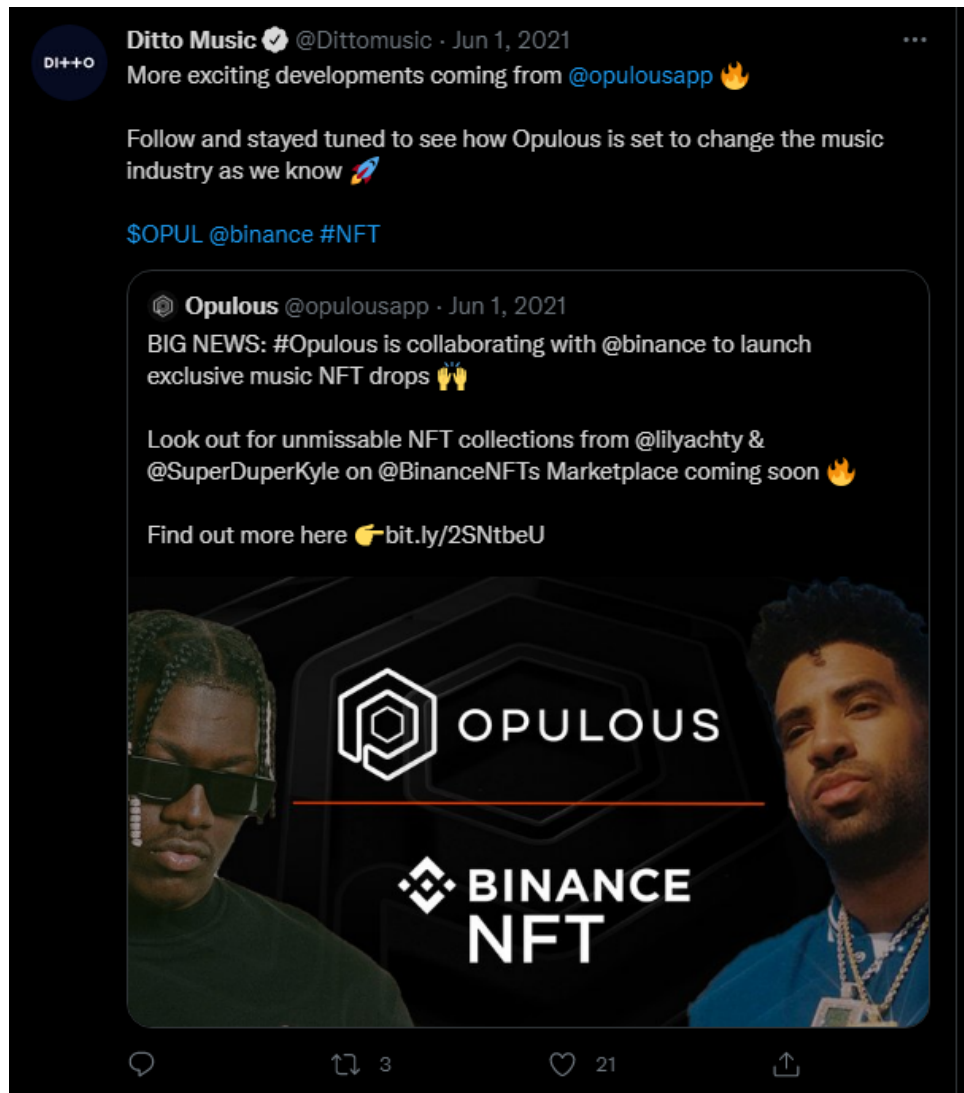 DITTO
Ditto Music @Dittomusic · Jun 1, 2021
More exciting developments coming from @opulousapp 🔥
Follow and stayed tuned to see how Opulous is set to change the music
industry as we know 🚀
$OPUL @binance #NFT
Opulous @opulousapp · Jun 1, 2021
BIG NEWS: #Opulous is collaborating with @binance to launch
exclusive music NFT drops 🙌
Look out for unmissable NFT collections from @lilyachty &
@SuperDuperKyle on @BinanceNFTs Marketplace coming soon 🔥
Find out more here 👉bit.ly/2SNtbeU
OPULOUS
BINANCE
NFT
3
21